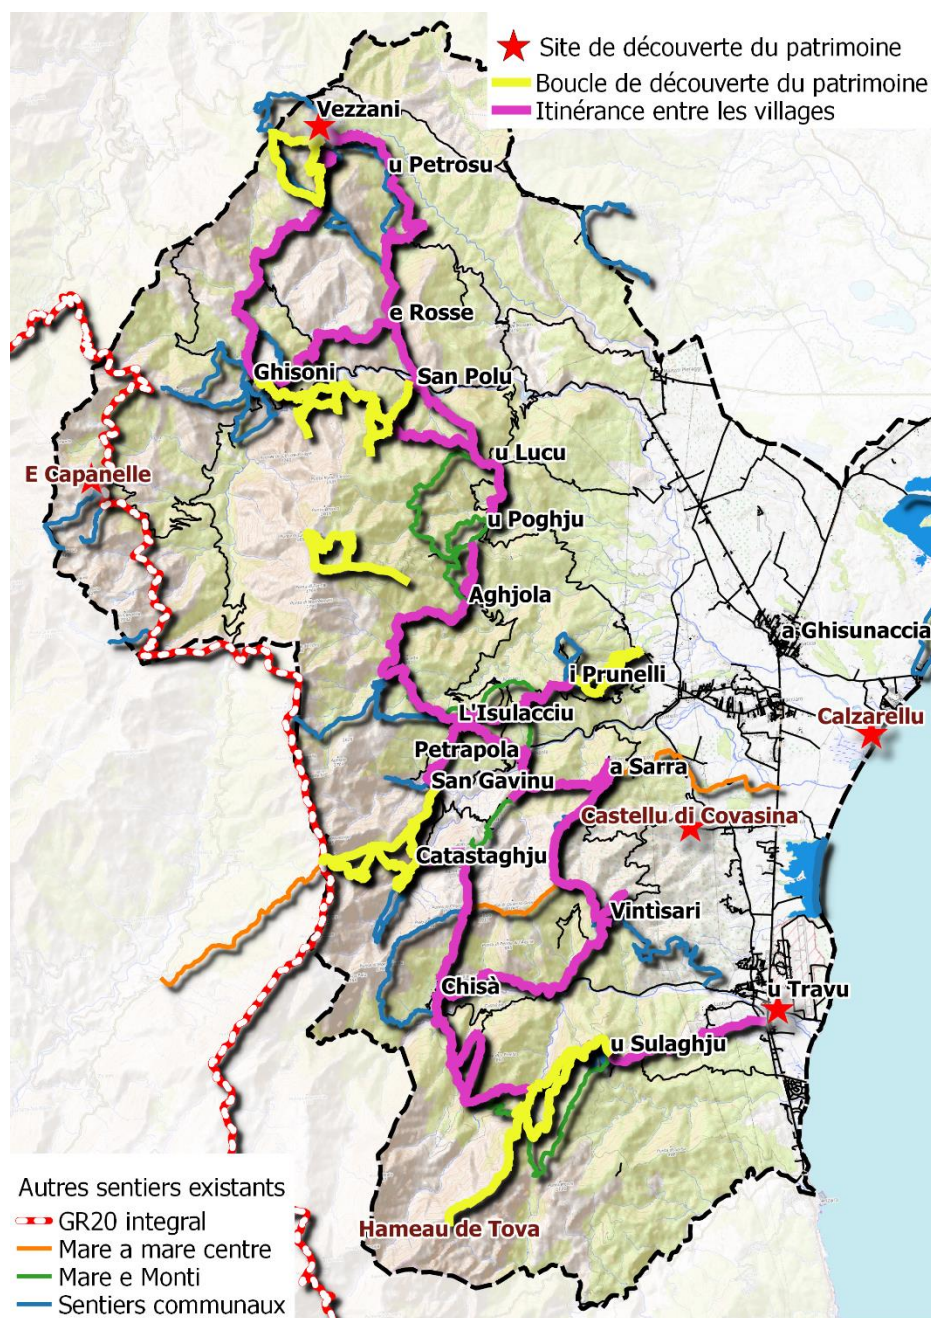 Site de découverte du patrimoine
Boucle de découverte du patrimoine
Itinérance entre les villages
Vezzani
u Petrosu
e Rosse
Ghisoni
San Polu
u Lucu
E Capanelle
u Poghju
Aghjola
a Ghisunaccia
i Prunelli
L'Isulacciu
Calzarellu
Petrapola
a Sarra
San Gavinu
Castellu di Covasina
Catastaghju
Vintìsari
Chisà
u Travu
u Sulaghju
Hameau de Tova
Autres sentiers existants
GR20 integral
Mare a mare centre
Mare e Monti
Sentiers communaux